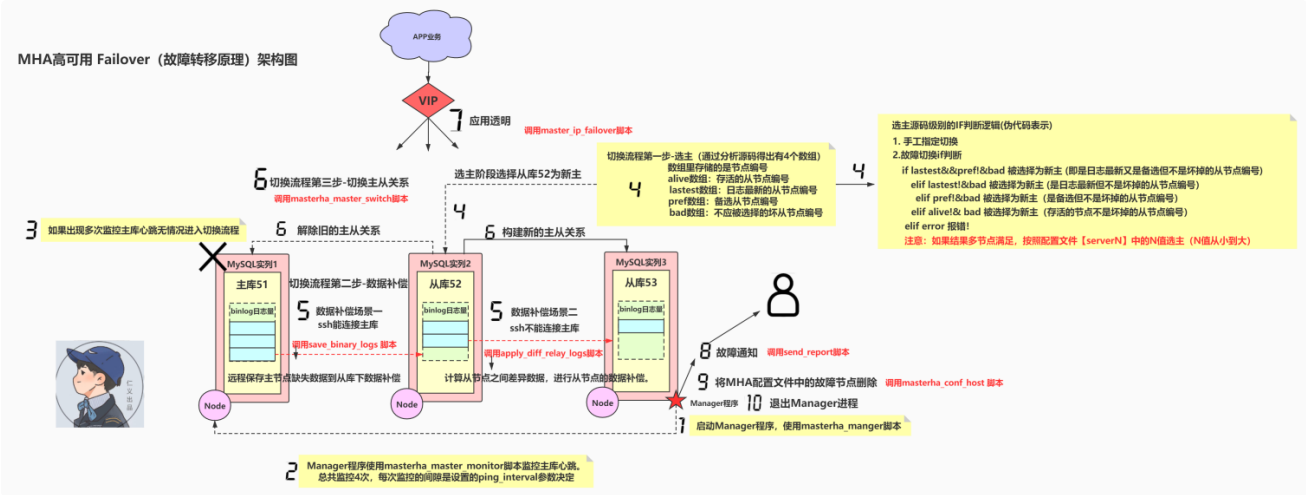 APP业务
MHA高可用 Failover（故障转移原理）架构图
VIP
7 应用透明
调用master_ip_failover脚本
6 切换流程第三步-切换主从关系
调用masterha_master_switch脚本
选主阶段选择从库52为新主
4
切换流程第一步-选主（通过分析源码得出有4个数组）
数组里存储的是节点编号
4
alive数组：存活的从节点编号
lastest数组：日志最新的从节点编号
pref数组：备选从节点编号
bad数组：不应被选择的坏从节点编号
4
选主源码级别的IF判断逻辑(伪代码表示)
1. 手工指定切换
2.故障切换if判断
if lastest&&pref!&bad 被选择为新主 (即是日志最新又是备选但不是坏掉的从节点编号)
elif lastest!&bad 被选择为新主 (是日志最新但不是坏掉的从节点编号)
elif pref!&bad 被选择为新主（是备选但不是坏掉的从节点编号）
elif alive!& bad 被选择为新主（存活的节点不是坏掉的从节点编号）
elif error 报错!
注意：如果结果多节点满足，按照配置文件【serverN】中的N值选主（N值从小到大）
3 如果出现多次监控主库心跳无情况进入切换流程
6 解除旧的主从关系
6 构建新的主从关系
MySQL实列1
MySQL实列2
MySQL实列3
主库51
切换流程第二步-数据补偿
从库52
从库53
binlog日志量
5 数据补偿场景一
ssh能连接主库
binlog日志量
5 数据补偿场景二
ssh不能连接主库
binlog日志量
调用save_binary_logs 脚本
调用apply_diff_relay_logs脚本
远程保存主节点缺失数据到从库下数据补偿
计算从节点之间差异数据，进行从节点的数据补偿。
8 故障通知 调用send_report脚本
9 将MHA配置文件中的故障节点删除 调用masterha_conf_host 脚本
Node
Node
Node
Manager程序 10 退出Manager进程
1 启动Manager程序，使用masterha_manger脚本
仁义出品
2 Manager程序使用masterha_master_monitor脚本监控主库心跳。
总共监控4次，每次监控的间隙是设置的ping_interval参数决定